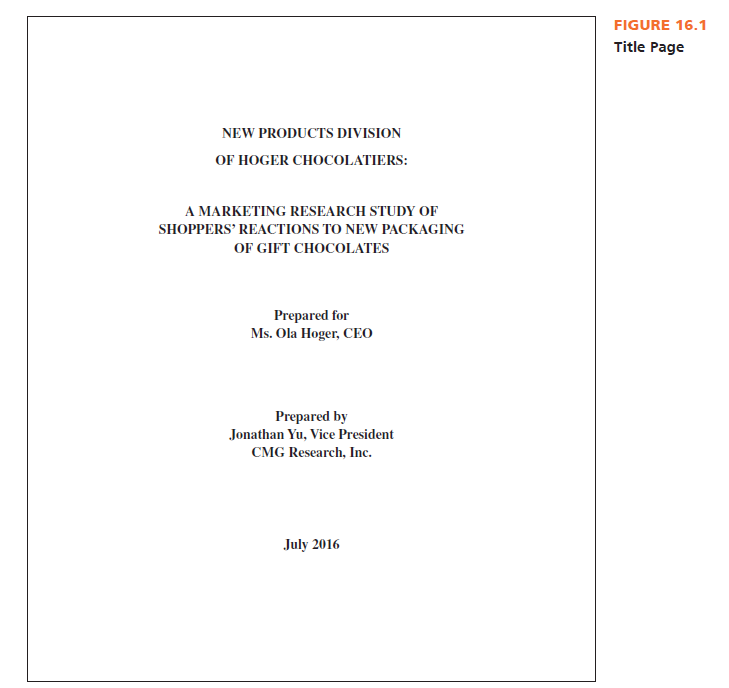 FIGURE 16.1
Title Page
NEW PRODUCTS DIVISION
OF HOGER CHOCOLATIERS:
A MARKETING RESEARCH STUDY OF
SHOPPERS’ REACTIONS TO NEW PACKAGING
OF GIFT CHOCOLATES
Prepared for
Ms. Ola Hoger, CEO
Prepared by
Jonathan Yu, Vice President
CMG Research, Inc.
July 2016